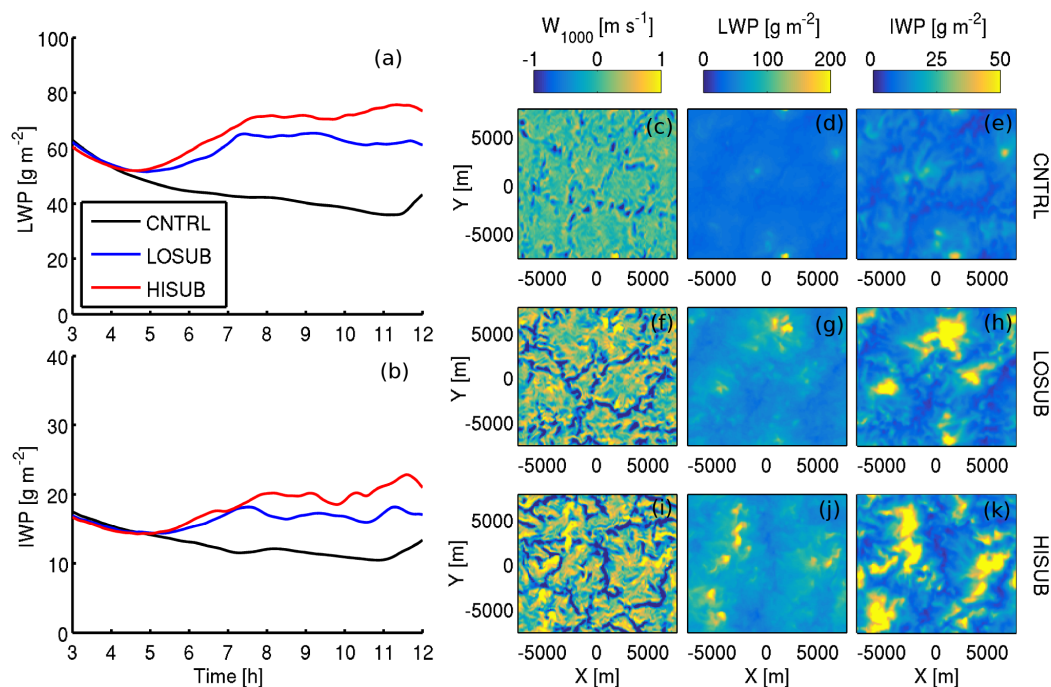 100
80
60
40
20
0
LWP [g m-2]
(a)
CNTRL
LOSUB
HISUB
3 4 5 6 7 8 9 10 11 12
40
30
20
10
0
IWP [g m-2]
(b)
3 4 5 6 7 8 9 10 11 12
Time [h]
W1000 [m s-1] LWP [g m-2] IWP [g m-2]
-1 0 1 0 100 200 0 25 50
5000
0
-5000
Y [m]
(c) (d) (e)
CNTRL
-5000 0 5000 -5000 0 5000 -5000 0 5000
5000
0
-5000
Y [m]
(f) (g) (h)
LOSUB
-5000 0 5000 -5000 0 5000 -5000 0 5000
5000
0
-5000
Y [m]
(i) (j) (k)
HISUB
-5000 0 5000 -5000 0 5000 -5000 0 5000
X [m] X [m] X [m]